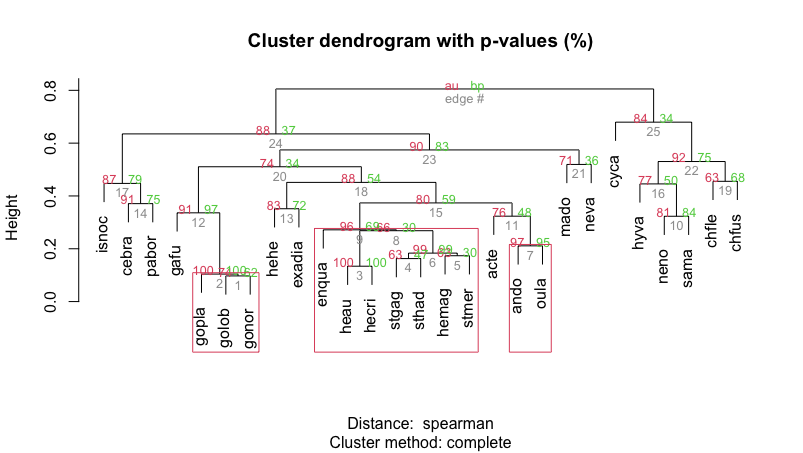 Cluster dendrogram with p-values (%)
Height
0.0
0.2
0.4
0.6
0.8
au bp
edge #
88 37
24
84 34
25
90 83
23
92 75
22
74 34
20
71 36
21
88 54
18
87 79
17
91 75
14
91 97
12
83 72
13
80 59
15
76 48
11
77 50
16
81 84
10
63 68
19
96 69
9
66 30
8
97 95
7
99
6
63 30
5
63 47
4
100 100
3
100 100
2
62
1
isnoc
cebra
pabor
gafu
gopla
golob
gonor
hehe
exadia
enqua
heau
hecri
stgag
sthad
hemag
stmer
acte
ando
oula
mado
neva
cyca
hyva
neno
sama
chfle
chfus
Distance: spearman
Cluster method: complete